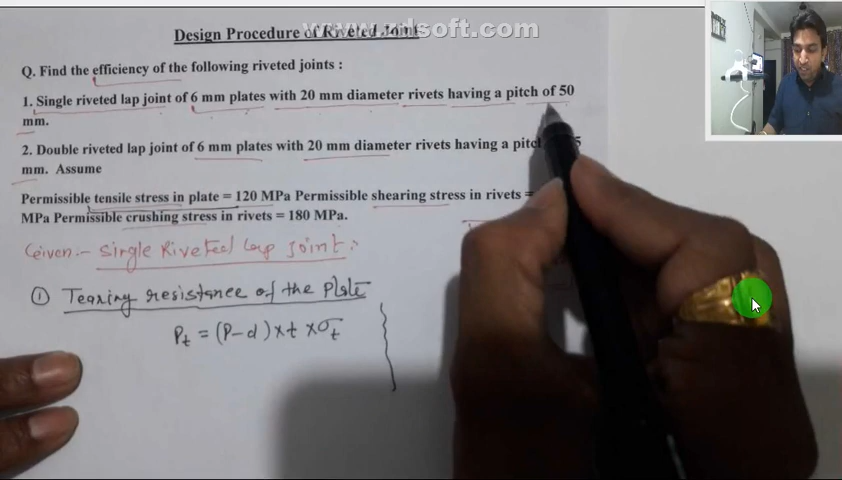 www.zdsoft.com
Design Procedure of Riveted Joint
Q. Find the efficiency of the following riveted joints :
1. Single riveted lap joint of 6 mm plates with 20 mm diameter rivets having a pitch of 50
mm.
2. Double riveted lap joint of 6 mm plates with 20 mm diameter rivets having a
mm. Assume
Permissible tensile stress in plate = 120 MPa Permissible shearing stress in rivets =
MPa Permissible crushing stress in rivets = 180 MPa.
Given:- Single Riveted lap Joint :-
① Tearing resistance of the Plate
Pt = (P-d) x t x σt